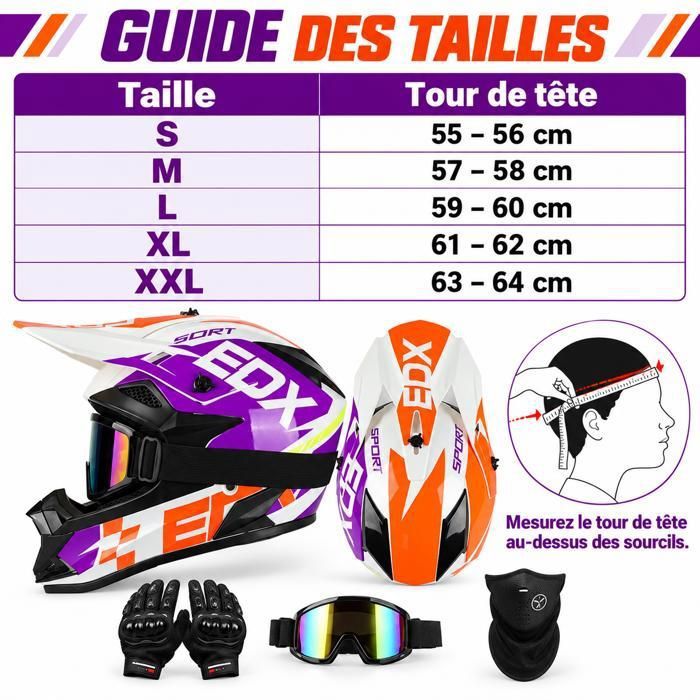 GUIDE DES TAILLES
Taille Tour de tête
S 55 – 56 cm
M 57 – 58 cm
L 59 – 60 cm
XL 61 – 62 cm
XXL 63 – 64 cm
SORT
EDX
EDX
SPORT
SPORT
EDX
Mesurez le tour de tête
au-dessus des sourcils.